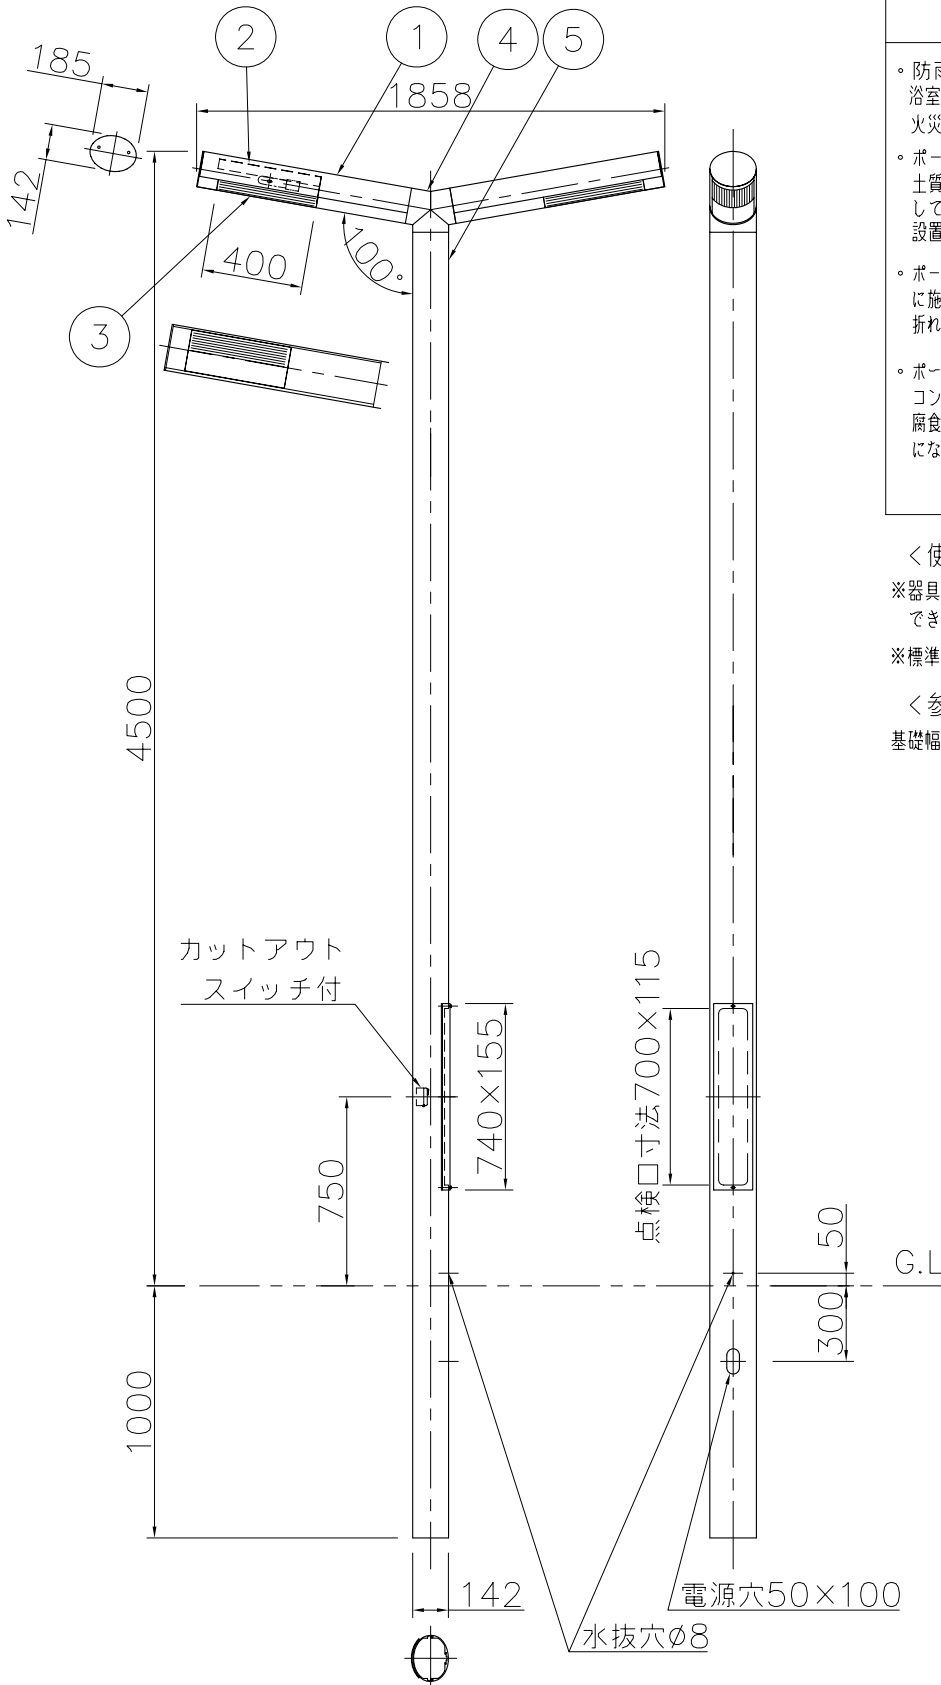 2
1
4
5
185
1858
142
400
100°
3
4500
カットアウト
スイッチ付
740×155
点検口寸法700×115
750
50
G.L
300
1000
142
電源穴50×100
水抜穴φ8
。防雨
浴室
火災
。ポー
土質
して
設置
。ポー
に施
折れ
。ポ～
コン
腐食
にな
<使
※器具
でき
※標準
<参
基礎幅